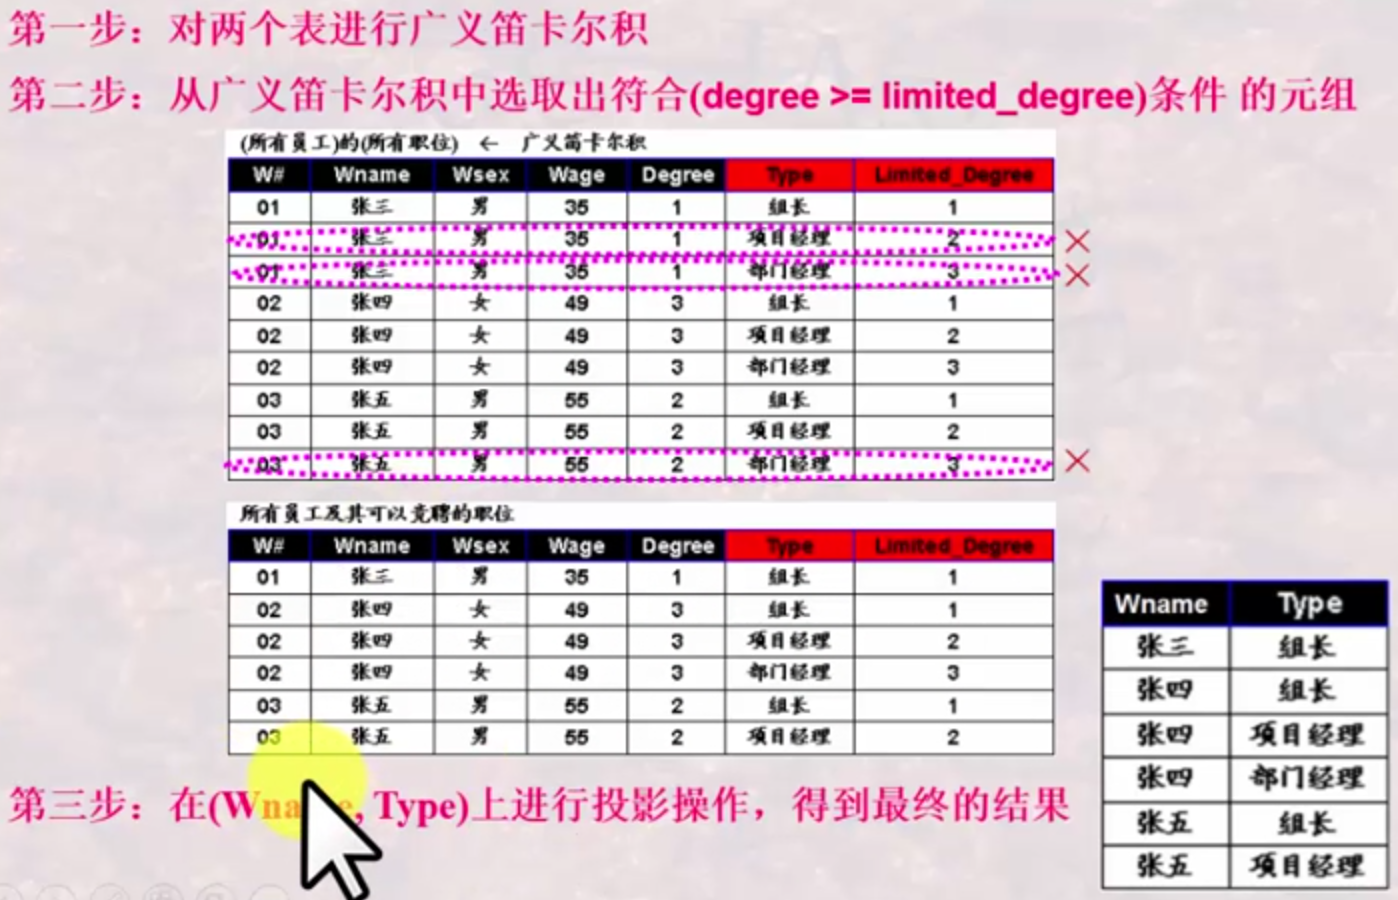 第一步：对两个表进行广义笛卡尔积
第二步：从广义笛卡尔积中选取出符合(degree >= limited_degree)条件 的元组
(所有员工)的(所有职位) ← 广义笛卡尔积
W# Wname Wsex Wage Degree Type Limited_Degree
01 张三 男 35 1 组长 1
01 张三 男 35 1 项目经理 2
01 张三 男 35 1 部门经理 3
02 张四 女 49 3 组长 1
02 张四 女 49 3 项目经理 2
02 张四 女 49 3 部门经理 3
03 张五 男 55 2 组长 1
03 张五 男 55 2 项目经理 2
03 张五 男 55 2 部门经理 3
所有员工及其可以竞聘的职位
W# Wname Wsex Wage Degree Type Limited_Degree
01 张三 男 35 1 组长 1
02 张四 女 49 3 组长 1
02 张四 女 49 3 项目经理 2
02 张四 女 49 3 部门经理 3
03 张五 男 55 2 组长 1
03 张五 男 55 2 项目经理 2
Wname Type
张三 组长
张四 组长
张四 项目经理
张四 部门经理
张五 组长
张五 项目经理
第三步：在(Wname, Type)上进行投影操作，得到最终的结果